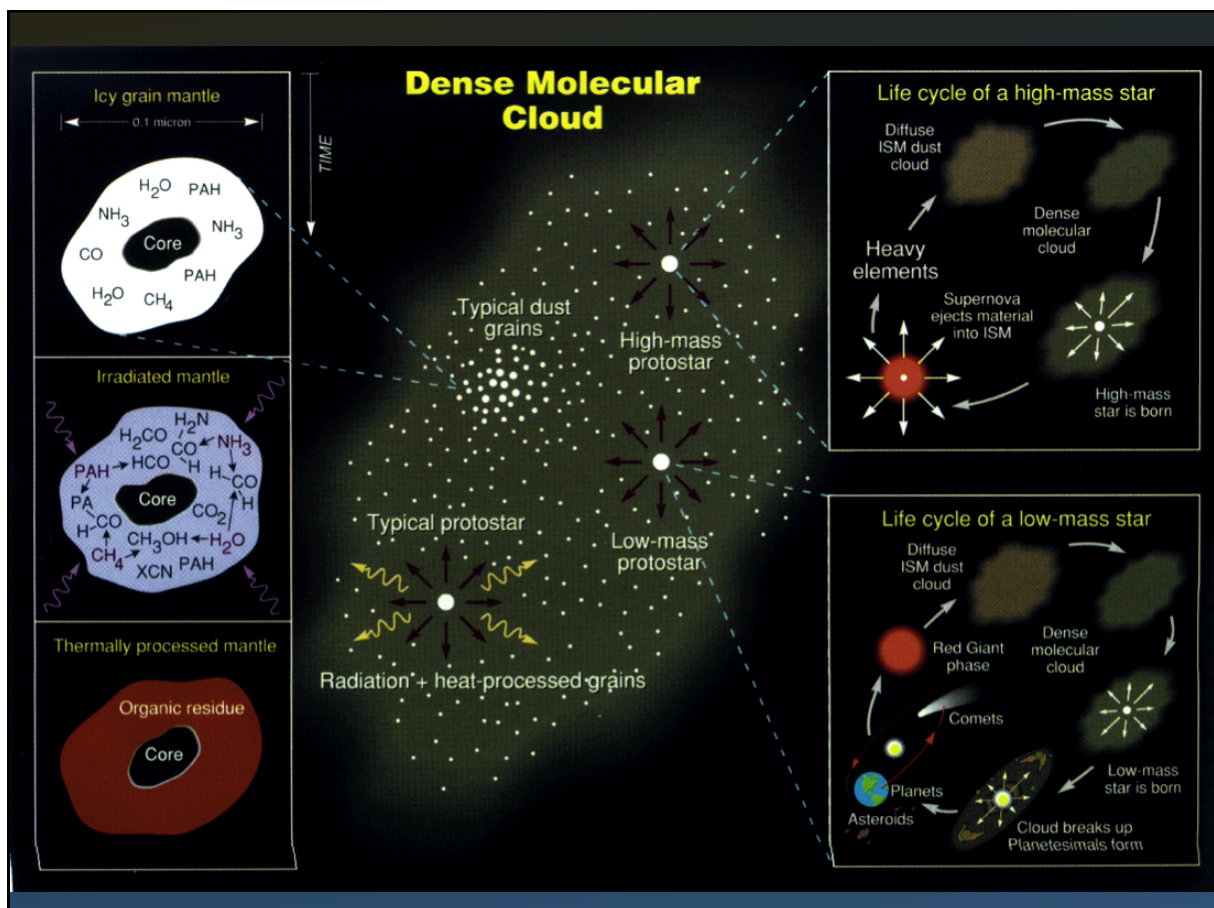 Dense Molecular
Cloud
Icy grain mantle
0.1 micron
TIME
H2O
PAH
NH3
NH3
Core
CO
PAH
H2O
CH4
Irradiated mantle
H2N
H2CO
CO
NH3
H
HCO
PAH
H
CO
H
PA
Core
CO2
H
CO
CH3OH
H2O
CH4
XCN
PAH
Thermally processed mantle
Organic residue
Core
Typical dust
grains
High-mass
protostar
Typical protostar
Low-mass
protostar
Radiation + heat-processed grains
Life cycle of a high-mass star
Diffuse
ISM dust
cloud
Dense
molecular
cloud
Heavy
elements
Supernova
ejects material
into ISM
High-mass
star is born
Life cycle of a low-mass star
Diffuse
ISM dust
cloud
Dense
molecular
cloud
Red Giant
phase
Comets
Planets
Asteroids
Low-mass
star is born
Cloud breaks up
Planetesimals form